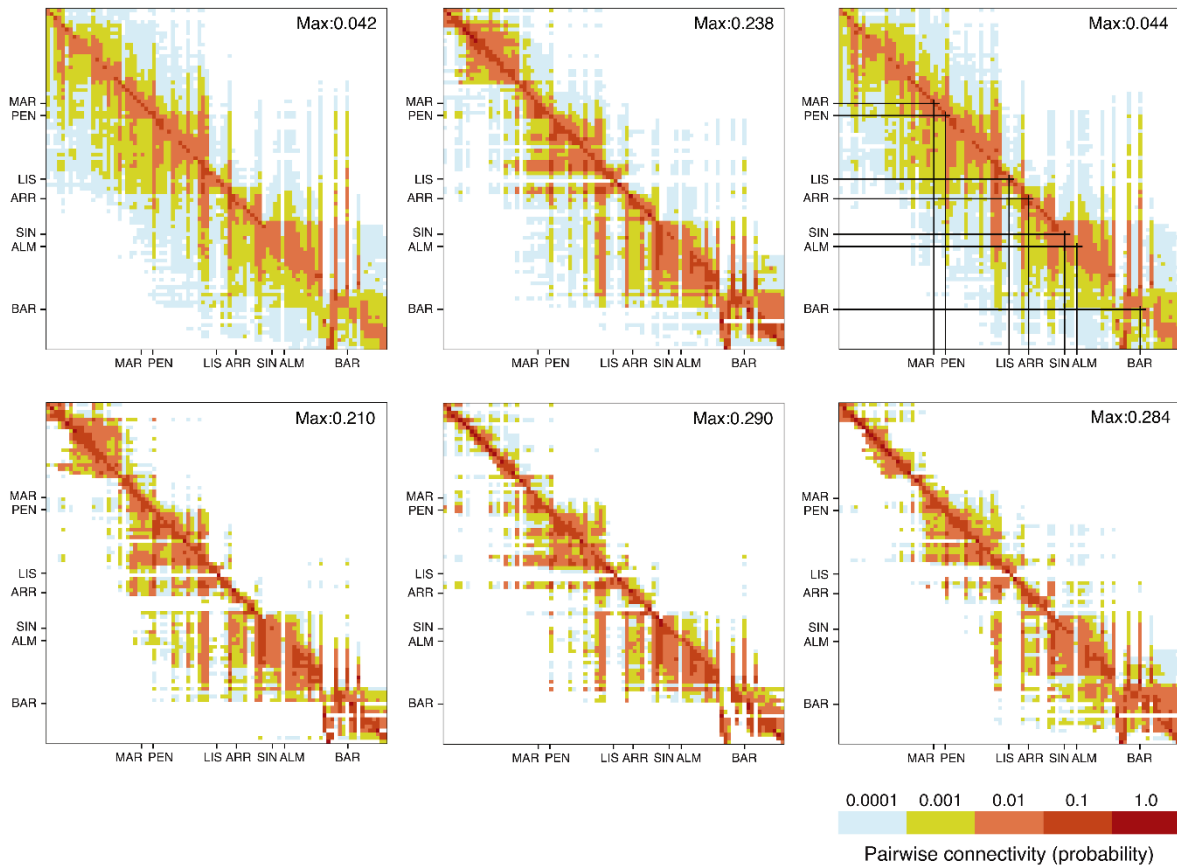 Max:0.042
MAR
PEN
LIS
ARR
SIN
ALM
BAR
MAR PEN LIS ARR SIN ALM BAR
Max:0.238
MAR
PEN
LIS
ARR
SIN
ALM
BAR
MAR PEN LIS ARR SIN ALM BAR
Max:0.044
MAR
PEN
LIS
ARR
SIN
ALM
BAR
MAR PEN LIS ARR SIN ALM BAR
Max:0.210
MAR
PEN
LIS
ARR
SIN
ALM
BAR
MAR PEN LIS ARR SIN ALM BAR
Max:0.290
MAR
PEN
LIS
ARR
SIN
ALM
BAR
MAR PEN LIS ARR SIN ALM BAR
Max:0.284
MAR
PEN
LIS
ARR
SIN
ALM
BAR
MAR PEN LIS ARR SIN ALM BAR
0.0001 0.001 0.01 0.1 1.0
Pairwise connectivity (probability)